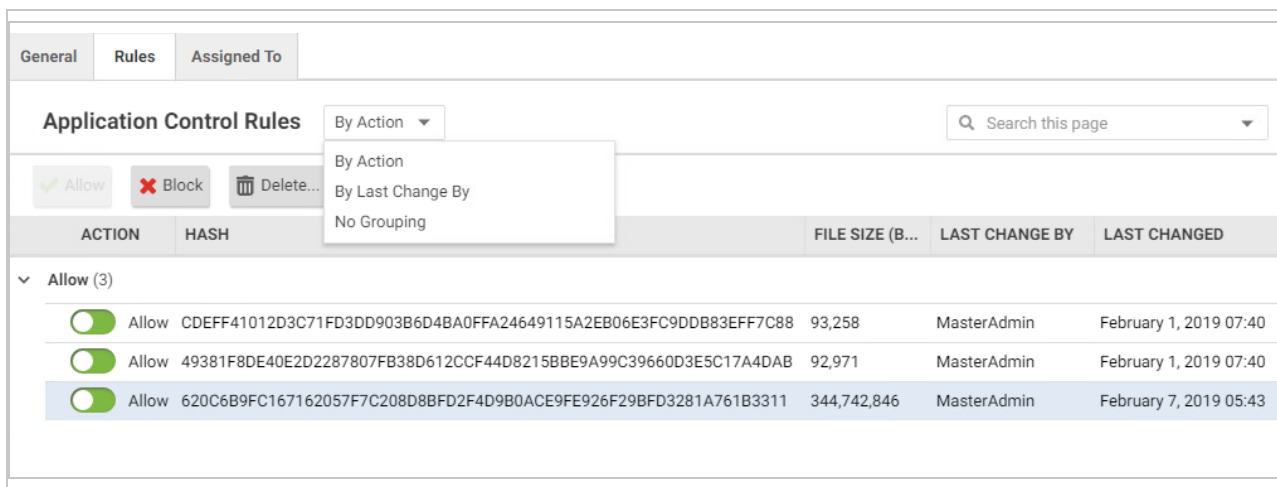 General Rules Assigned To
Application Control Rules By Action Search this page
By Action
By Last Change By
No Grouping
Allow Block Delete...
ACTION HASH FILE SIZE (B... LAST CHANGE BY LAST CHANGED
Allow (3)
Allow CDEFF41012D3C71FD3DD903B6D4BA0FFA24649115A2EB06E3FC9DDB83EFF7C88 93,258 MasterAdmin February 1, 2019 07:40
Allow 49381F8DE40E2D2287807FB38D612CCF44D8215BBE9A99C39660D3E5C17A4DAB 92,971 MasterAdmin February 1, 2019 07:40
Allow 620C6B9FC167162057F7C208D8BFD2F4D9B0ACE9FE926F29BFD3281A761B3311 344,742,846 MasterAdmin February 7, 2019 05:43